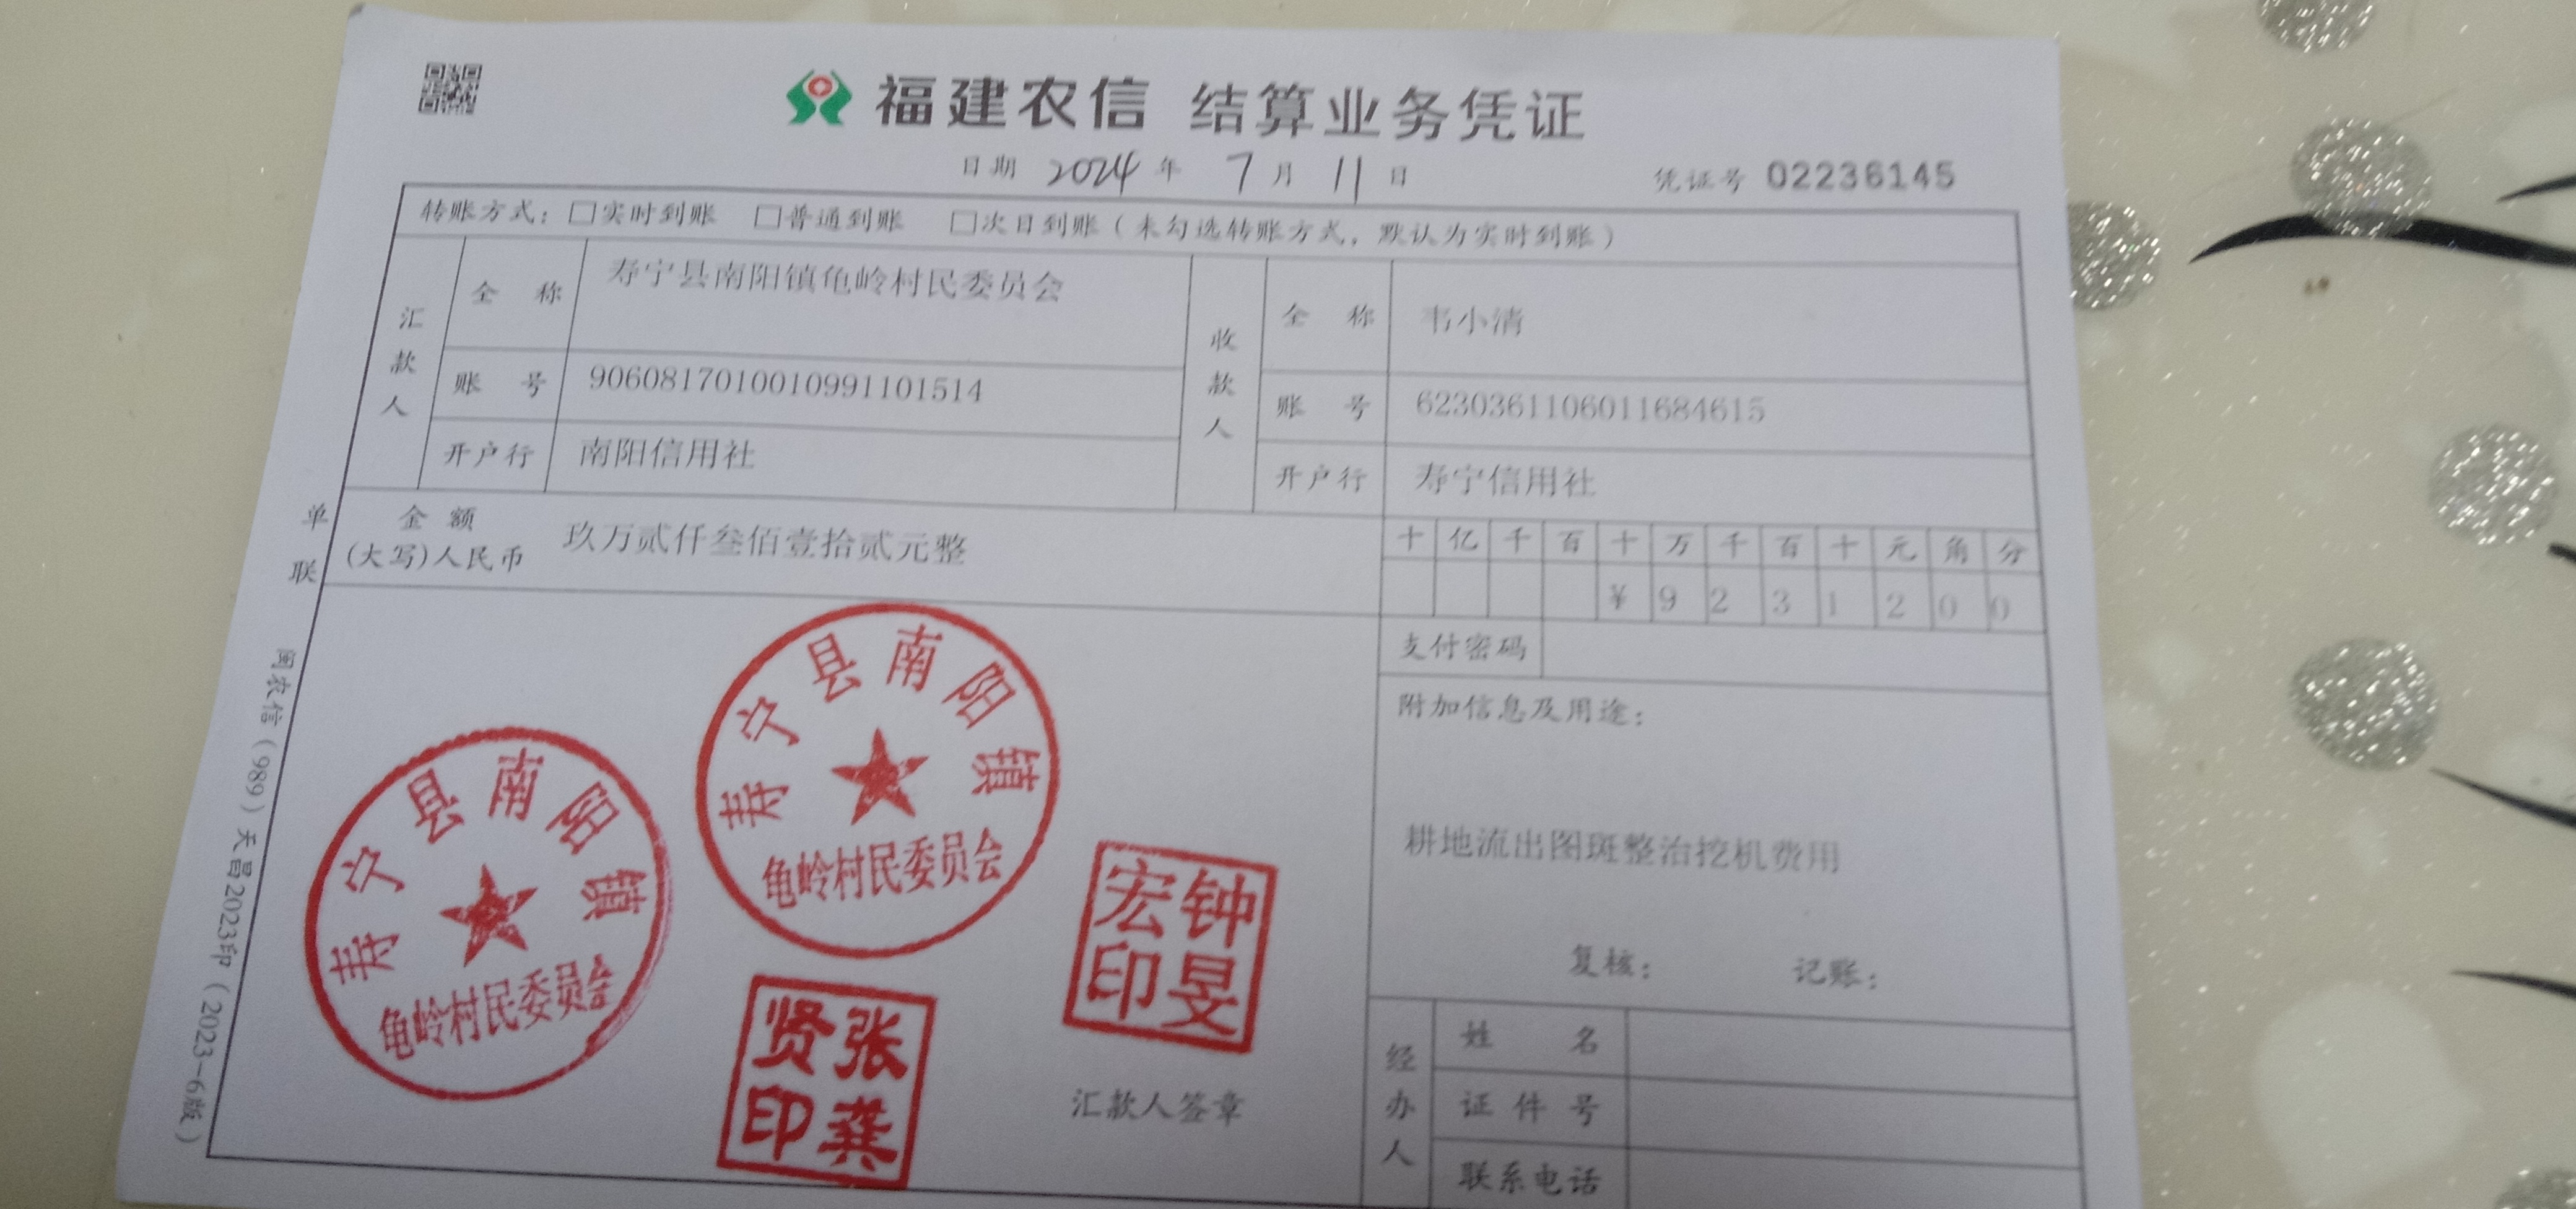 福建农信 结算业务凭证
日期 2024 年 7 月 11 日 凭证号 02236145
转账方式：□实时到账 □普通到账 □次日到账（未勾选转账方式，默认为实时到账）
汇款人
全称 寿宁县南阳镇龟岭村民委员会
账号 9060817010010991101514
开户行 南阳信用社
收款人
全称 韦小清
账号 6230361106011684615
开户行 寿宁信用社
金额
(大写)人民币 玖万贰仟叁佰壹拾贰元整
十亿千百十万千百十元角分
¥9231200
支付密码
附加信息及用途：
耕地流出图斑整治挖机费用
复核： 记账：
汇款人签章
经办人
姓名
证件号
联系电话
单联
闽农信（989）天昌2023印（2023-6版）
寿宁县南阳镇
龟岭村民委员会
寿宁县南阳镇
龟岭村民委员会
钟旻宏印
张龚贤印